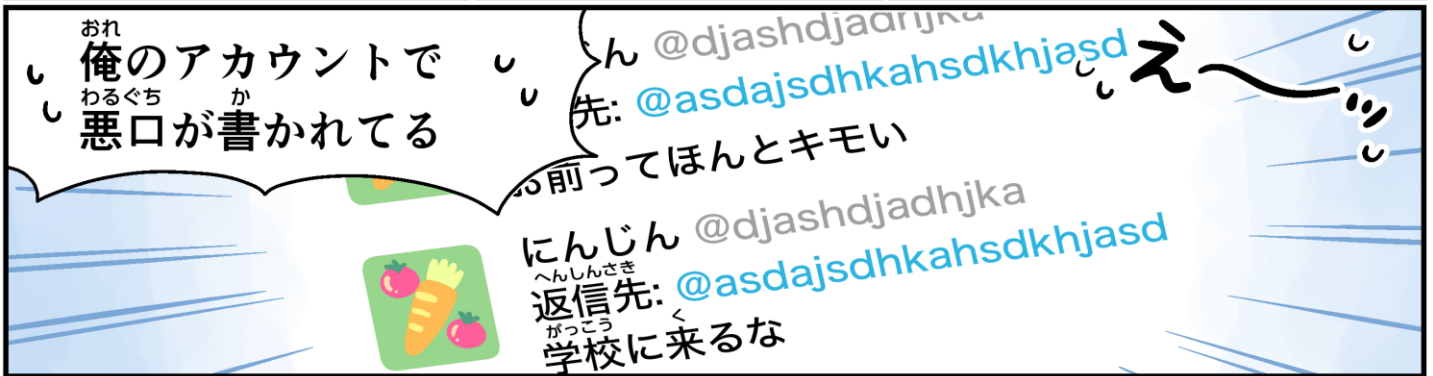 俺のアカウントで
悪口が書かれてる
え〜ッ
ん @djashdjadhjka
先: @asdajsdhkahsdkhjasd
お前ってほんとキモい
にんじん @djashdjadhjka
返信先: @asdajsdhkahsdkhjasd
学校に来るな